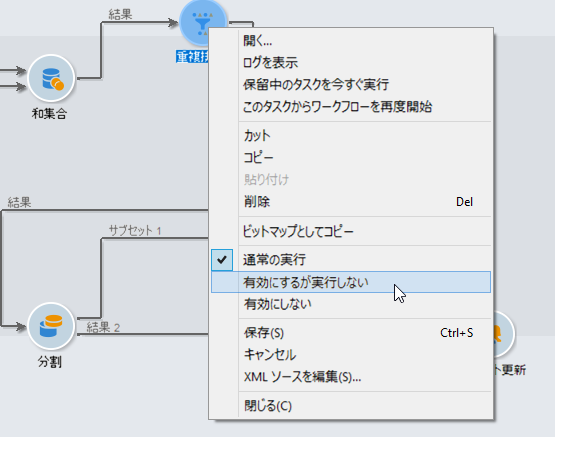 結果
重複
和集合
開く...
ログを表示
保留中のタスクを今すぐ実行
このタスクからワークフローを再度開始
カット
コピー
貼り付け
削除 Del
ビットマップとしてコピー
通常の実行
有効にするが実行しない
有効にしない
保存(S) Ctrl+S
キャンセル
XML ソースを編集(S)...
閉じる(C)
結果
サブセット 1
結果 2
分割
ト更新